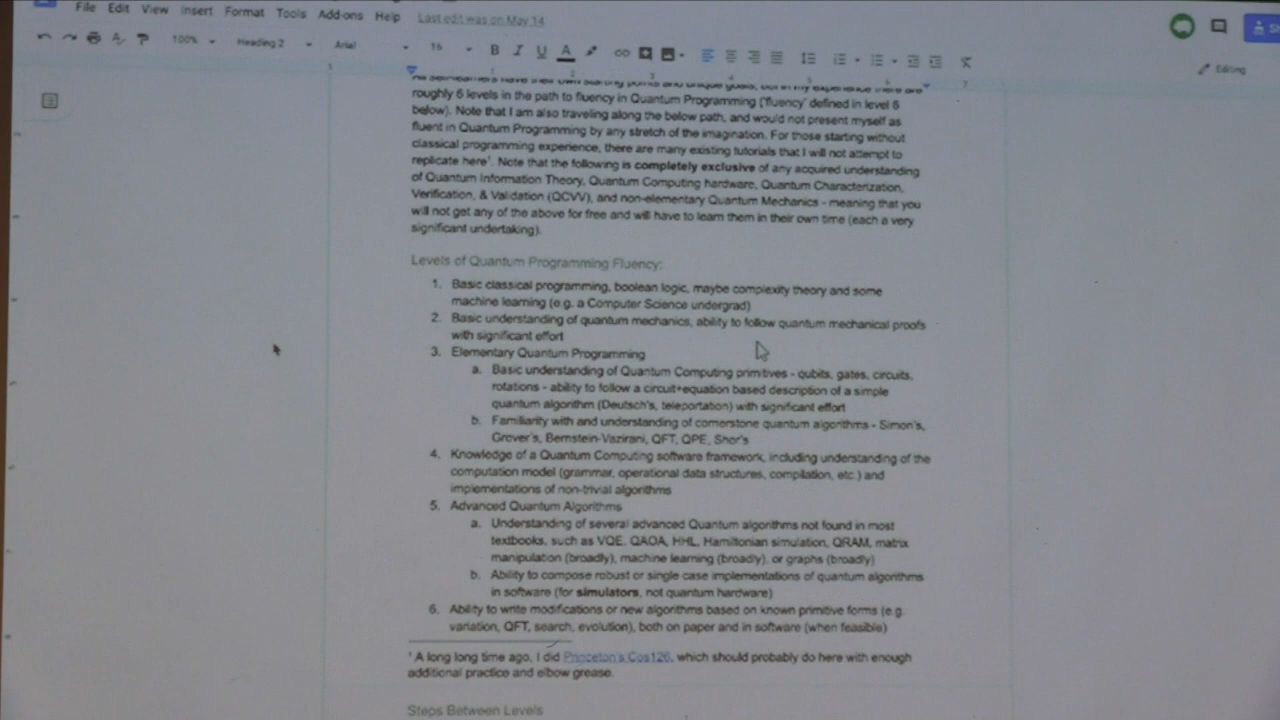 File Edit View Insert Format Tools Add-ons Help Last edit was on May 14
100% Heading 2 Arial 16 B I U A Editing
roughly 6 levels in the path to fluency in Quantum Programming ('fluency' defined in level 6
below). Note that I am also traveling along the below path, and would not present myself as
fluent in Quantum Programming by any stretch of the imagination. For those starting without
classical programming experience, there are many existing tutorials that I will not attempt to
replicate here¹. Note that the following is completely exclusive of any acquired understanding
of Quantum Information Theory, Quantum Computing hardware, Quantum Characterization,
Verification, & Validation (QCVV), and non-elementary Quantum Mechanics - meaning that you
will not get any of the above for free and will have to learn them in their own time (each a very
significant undertaking).
Levels of Quantum Programming Fluency:
1. Basic classical programming, boolean logic, maybe complexity theory and some
machine learning (e.g. a Computer Science undergrad)
2. Basic understanding of quantum mechanics, ability to follow quantum mechanical proofs
with significant effort
3. Elementary Quantum Programming
a. Basic understanding of Quantum Computing primitives - qubits, gates, circuits,
rotations - ability to follow a circuit+equation based description of a simple
quantum algorithm (Deutsch's, teleportation) with significant effort
b. Familiarity with and understanding of cornerstone quantum algorithms - Simon's,
Grover's, Bernstein-Vazirani, QFT, QPE, Shor's
4. Knowledge of a Quantum Computing software framework, including understanding of the
computation model (grammar, operational data structures, compilation, etc.) and
implementations of non-trivial algorithms
5. Advanced Quantum Algorithms
a. Understanding of several advanced Quantum algorithms not found in most
textbooks, such as VQE, QAOA, HHL, Hamiltonian simulation, QRAM, matrix
manipulation (broadly), machine learning (broadly), or graphs (broadly)
b. Ability to compose robust or single case implementations of quantum algorithms
in software (for simulators, not quantum hardware)
6. Ability to write modifications or new algorithms based on known primitive forms (e.g.
variation, QFT, search, evolution), both on paper and in software (when feasible)
¹ A long long time ago, I did Princeton's Cos126, which should probably do here with enough
additional practice and elbow grease.
Steps Between Levels